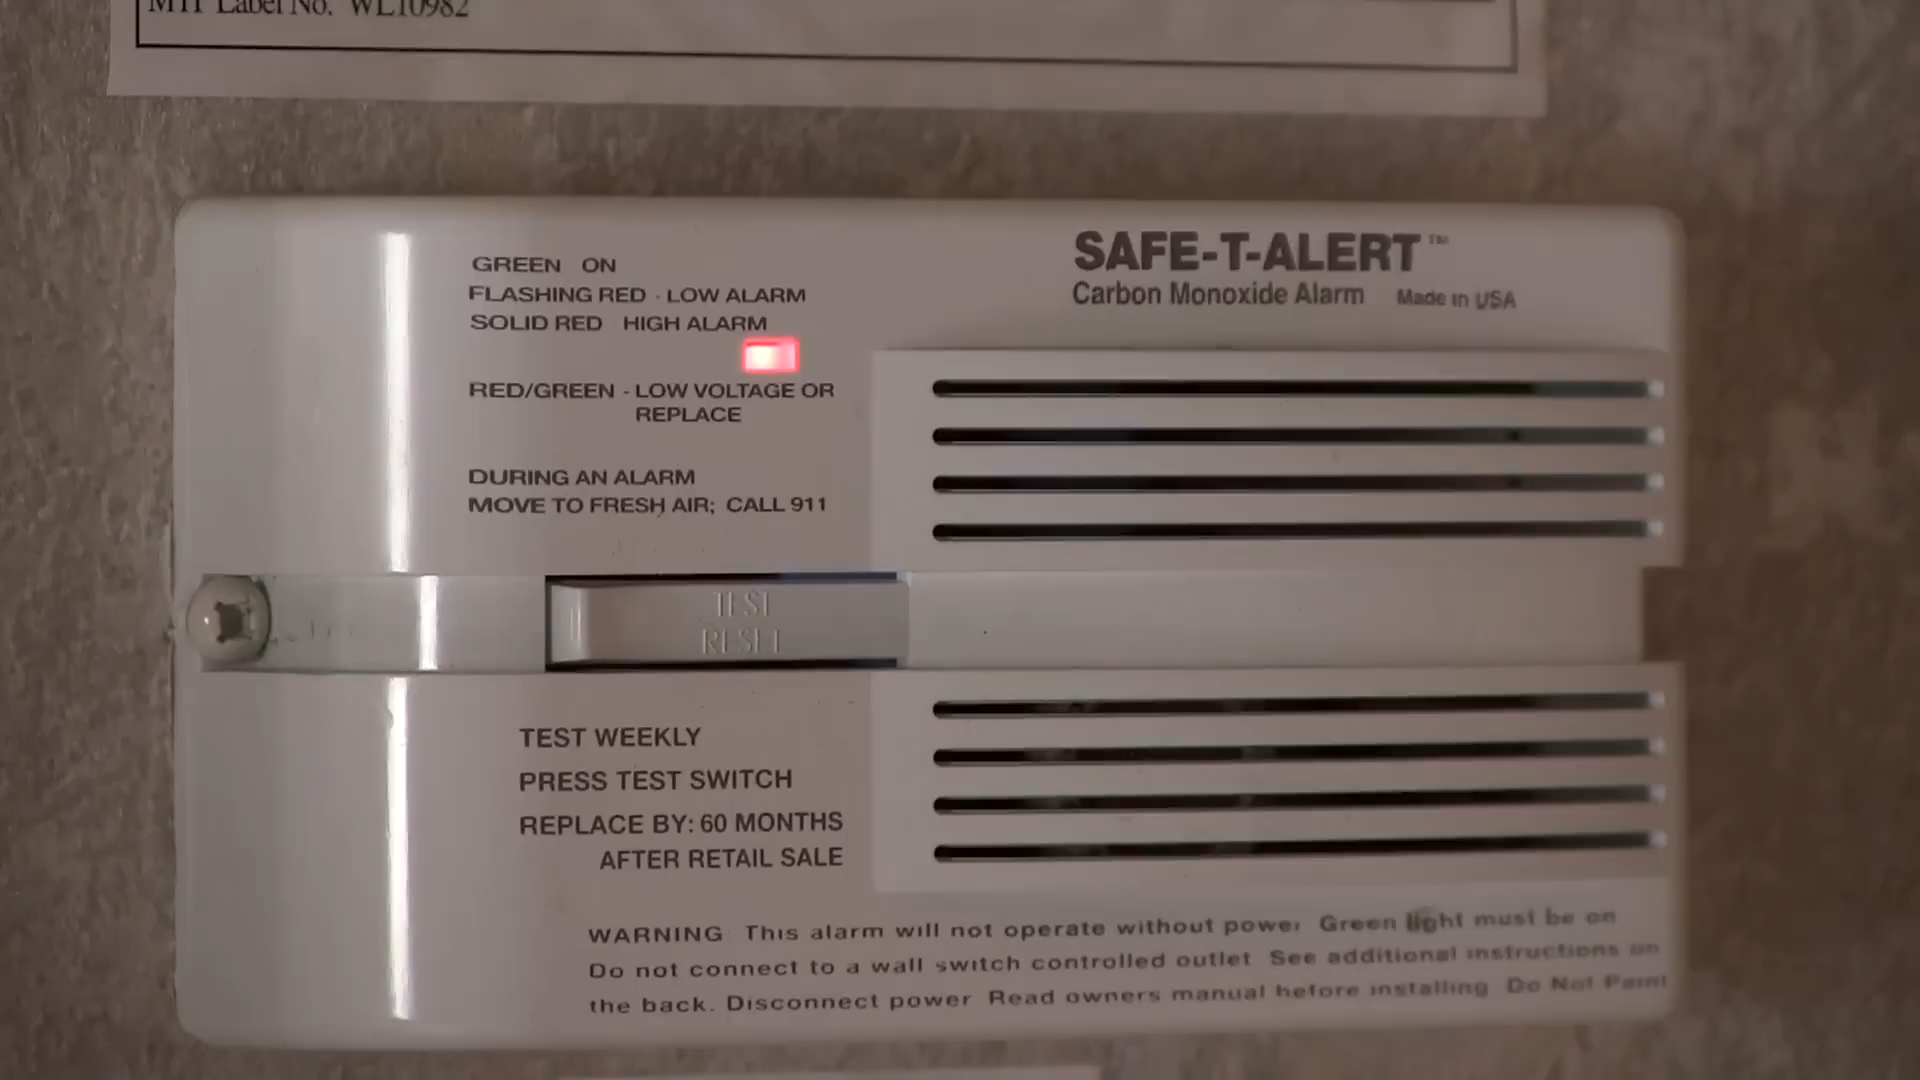 MTI Label No. WL10982
GREEN ON
FLASHING RED - LOW ALARM
SOLID RED HIGH ALARM
RED/GREEN - LOW VOLTAGE OR
REPLACE
DURING AN ALARM
MOVE TO FRESH AIR; CALL 911
SAFE-T-ALERT™
Carbon Monoxide Alarm Made in USA
TEST
RESET
TEST WEEKLY
PRESS TEST SWITCH
REPLACE BY: 60 MONTHS
AFTER RETAIL SALE
WARNING This alarm will not operate without power Green light must be on
Do not connect to a wall switch controlled outlet See additional instructions on
the back. Disconnect power Read owners manual before installing Do Not Paint